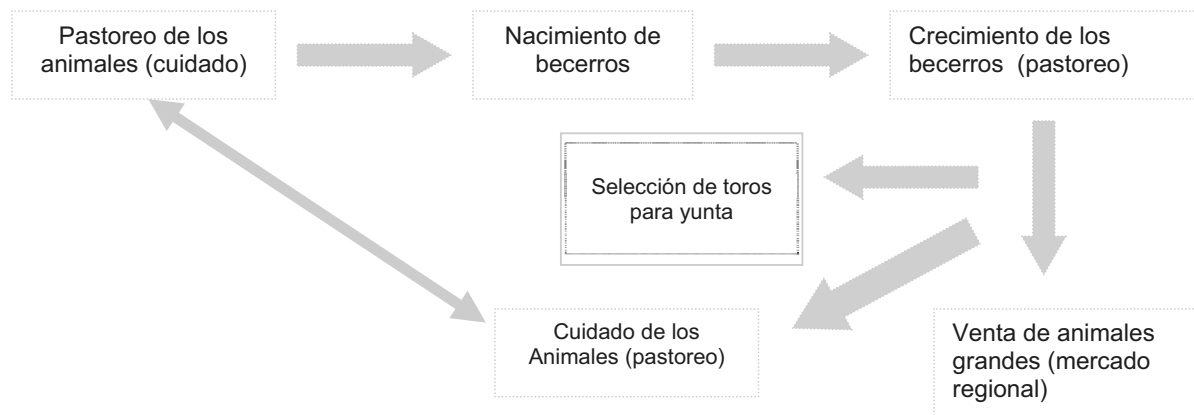 Pastoreo de los
animales (cuidado)
Nacimiento de
becerros
Crecimiento de los
becerros (pastoreo)
Selección de toros
para yunta
Cuidado de los
Animales (pastoreo)
Venta de animales
grandes (mercado
regional)